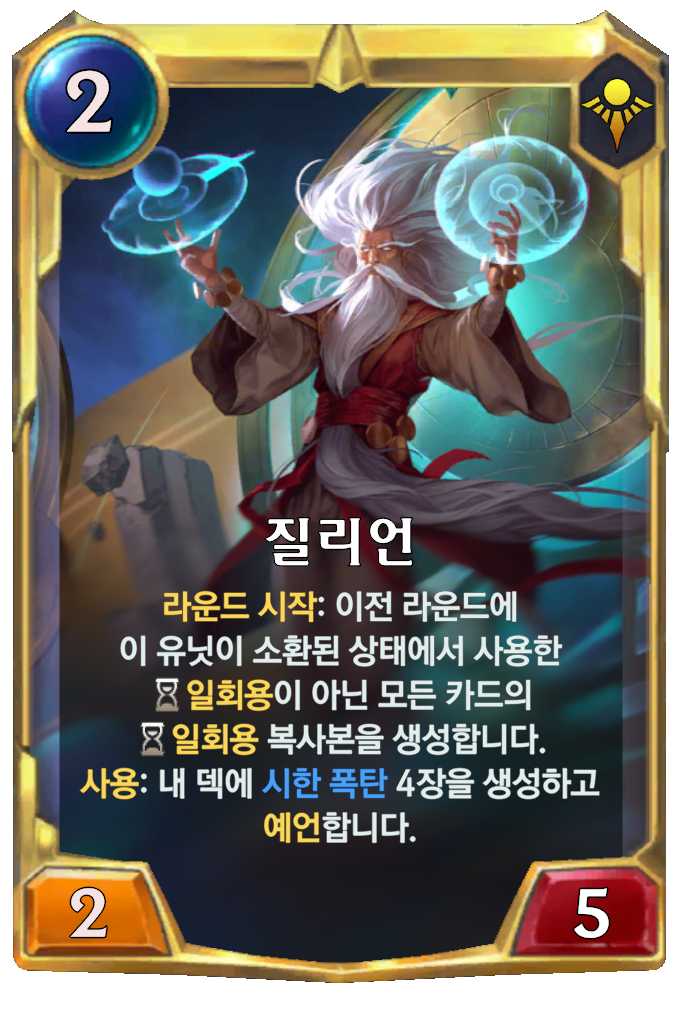 2
질리언
라운드 시작: 이전 라운드에
이 유닛이 소환된 상태에서 사용한
일회용이 아닌 모든 카드의
일회용 복사본을 생성합니다.
사용: 내 덱에 시한 폭탄 4장을 생성하고
예언합니다.
2
5